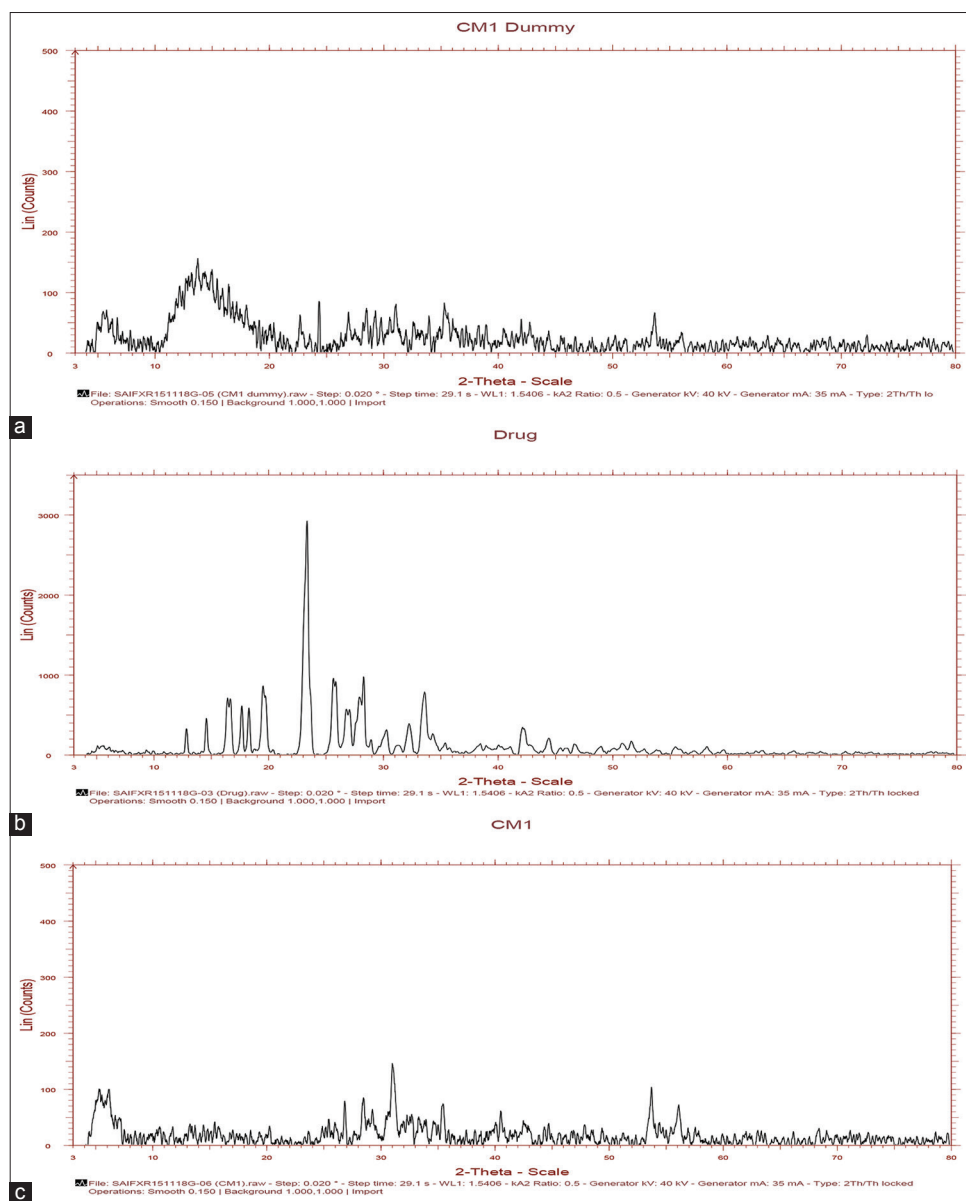 CM1 Dummy
500
400
300
200
100
0
Lin (Counts)
3 10 20 30 40 50 60 70 80
2-Theta - Scale
File: SAIFXR151118G-05 (CM1 dummy).raw - Step: 0.020 ° - Step time: 29.1 s - WL1: 1.5406 - kA2 Ratio: 0.5 - Generator kV: 40 kV - Generator mA: 35 mA - Type: 2Th/Th lo
Operations: Smooth 0.150 | Background 1.000,1.000 | Import
a
Drug
3000
2000
1000
0
Lin (Counts)
3 10 20 30 40 50 60 70 80
2-Theta - Scale
File: SAIFXR151118G-03 (Drug).raw - Step: 0.020 ° - Step time: 29.1 s - WL1: 1.5406 - kA2 Ratio: 0.5 - Generator kV: 40 kV - Generator mA: 35 mA - Type: 2Th/Th locked
Operations: Smooth 0.150 | Background 1.000,1.000 | Import
b
CM1
500
400
300
200
100
0
Lin (Counts)
3 10 20 30 40 50 60 70 80
2-Theta - Scale
File: SAIFXR151118G-06 (CM1).raw - Step: 0.020 ° - Step time: 29.1 s - WL1: 1.5406 - kA2 Ratio: 0.5 - Generator kV: 40 kV - Generator mA: 35 mA - Type: 2Th/Th locked
Operations: Smooth 0.150 | Background 1.000,1.000 | Import
c